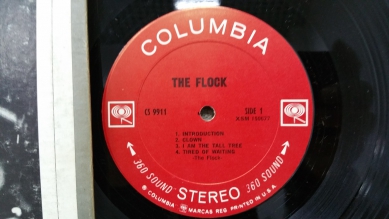 COLUMBIA
THE FLOCK
CS 9911
SIDE 1
1. INTRODUCTION
2. CLOWN
3. I AM THE TALL TREE
4. TIRED OF WAITING
-The Flock-
"360 SOUND" STEREO "360 SOUND"
© COLUMBIA MARCAS REG. PRINTED IN U.S.A.